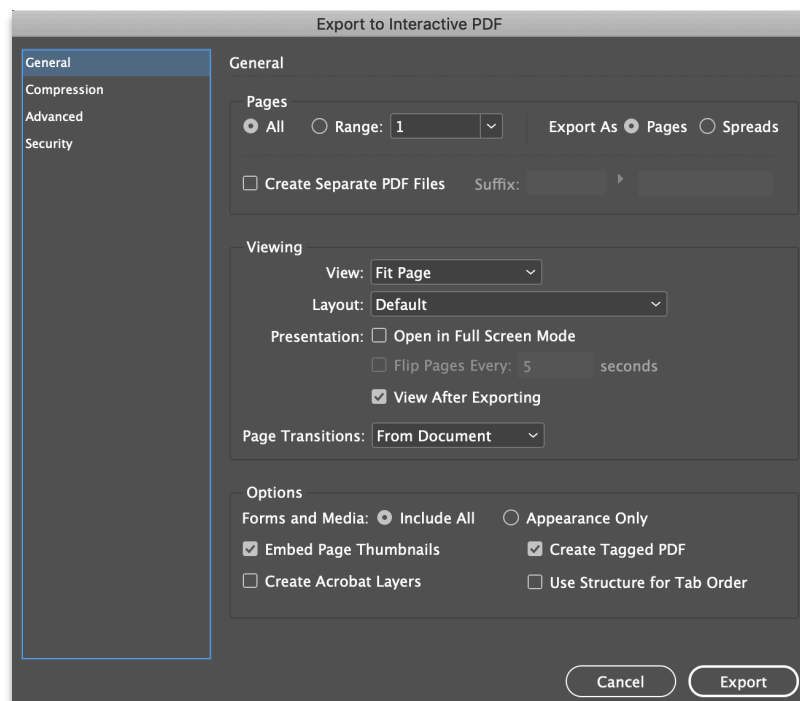 Export to Interactive PDF
General
Compression
Advanced
Security
General
Pages
All Range: 1 Export As Pages Spreads
Create Separate PDF Files Suffix:
Viewing
View: Fit Page
Layout: Default
Presentation: Open in Full Screen Mode
Flip Pages Every: 5 seconds
View After Exporting
Page Transitions: From Document
Options
Forms and Media: Include All Appearance Only
Embed Page Thumbnails Create Tagged PDF
Create Acrobat Layers Use Structure for Tab Order
Cancel Export